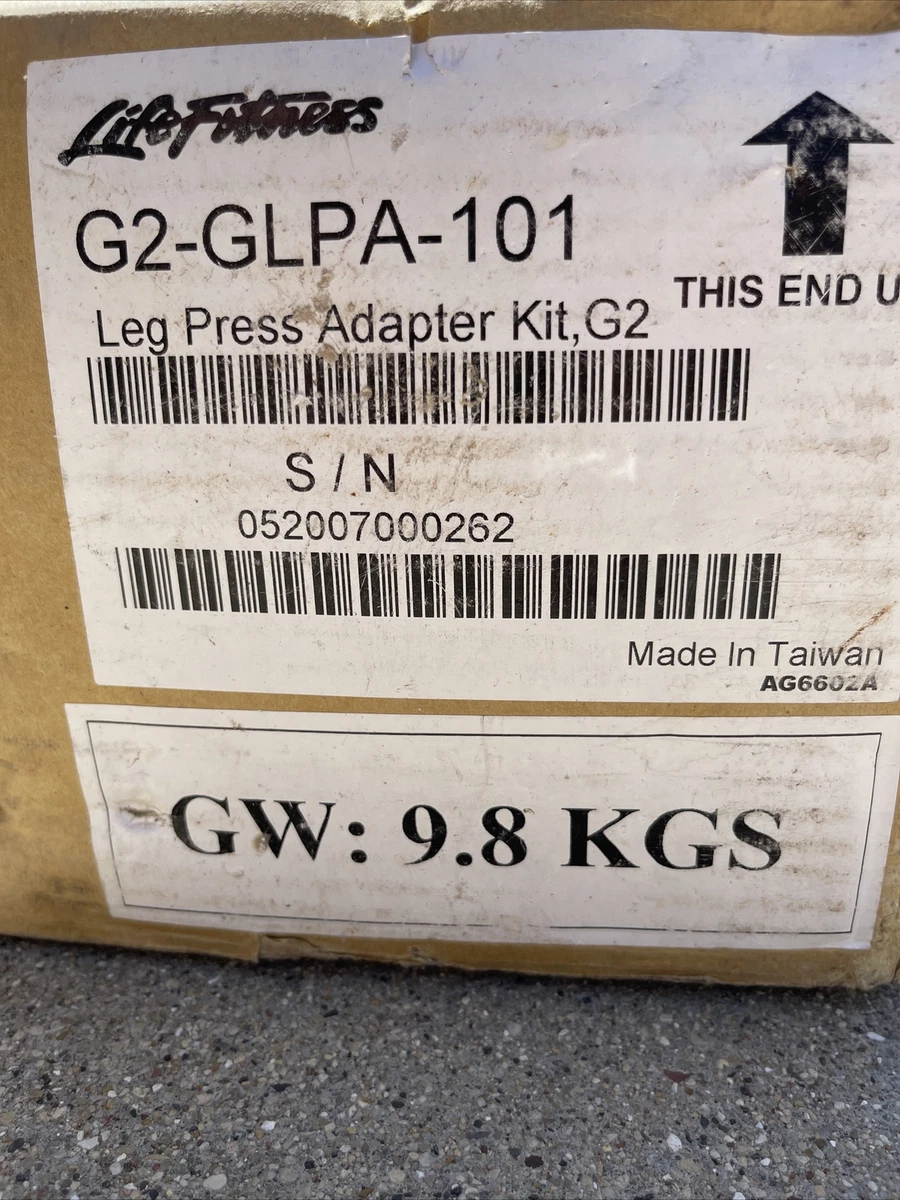 LifeFitness
G2-GLPA-101
THIS END U
Leg Press Adapter Kit,G2
S / N
052007000262
Made In Taiwan
AG6602A
GW: 9.8 KGS